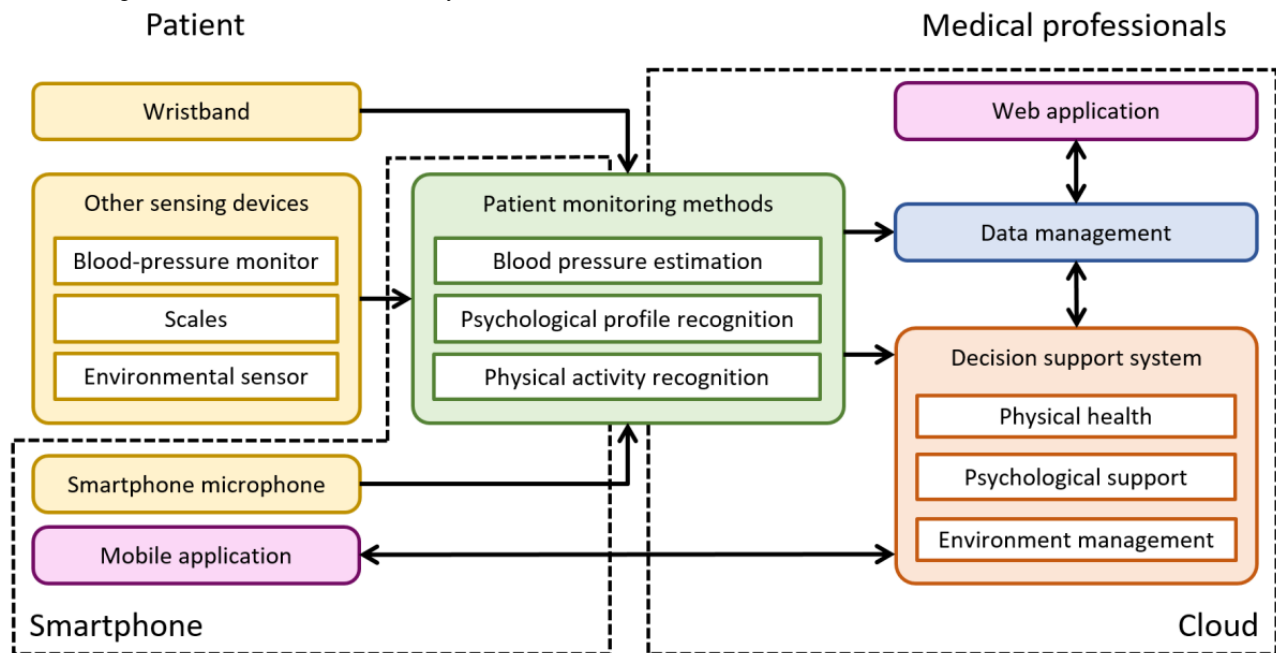 Patient
Medical professionals
Wristband
Web application
Other sensing devices
Blood-pressure monitor
Scales
Environmental sensor
Patient monitoring methods
Blood pressure estimation
Psychological profile recognition
Physical activity recognition
Data management
Decision support system
Physical health
Psychological support
Environment management
Smartphone microphone
Mobile application
Smartphone
Cloud